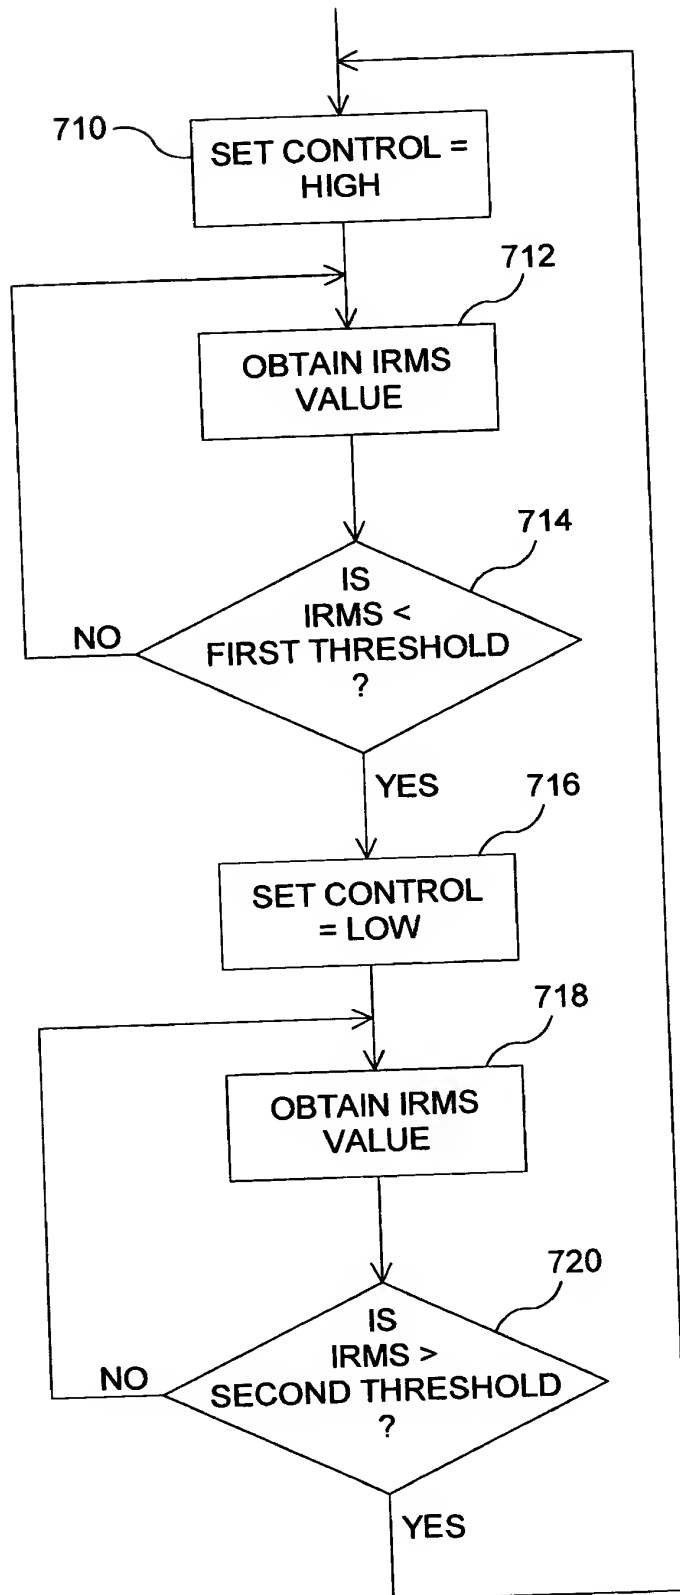 710
SET CONTROL =
HIGH
712
OBTAIN IRMS
VALUE
714
IS
IRMS <
FIRST THRESHOLD
?
NO
YES
716
SET CONTROL
= LOW
718
OBTAIN IRMS
VALUE
720
IS
IRMS >
SECOND THRESHOLD
?
NO
YES